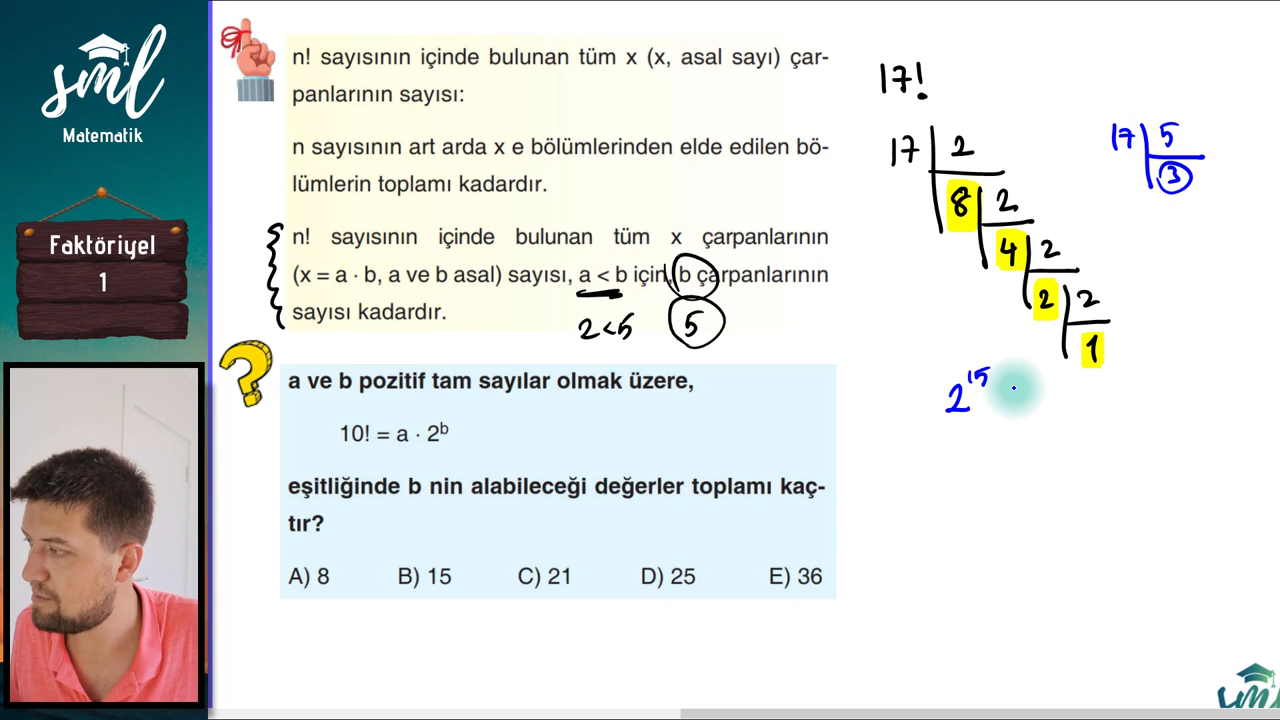 sml
Matematik
Faktöriyel
1
n! sayısının içinde bulunan tüm x (x, asal sayı) çar-
panlarının sayısı:
n sayısının art arda x e bölümlerinden elde edilen bö-
lümlerin toplamı kadardır.
n! sayısının içinde bulunan tüm x çarpanlarının
(x = a · b, a ve b asal) sayısı, a < b için, b çarpanlarının
sayısı kadardır.
2<5
5
a ve b pozitif tam sayılar olmak üzere,
10! = a · 2ᵇ
eşitliğinde b nin alabileceği değerler toplamı kaç-
tır?
A) 8 B) 15 C) 21 D) 25 E) 36
17!
17 2
8 2
4 2
2 2
1
2¹⁵ ·
17 5
3